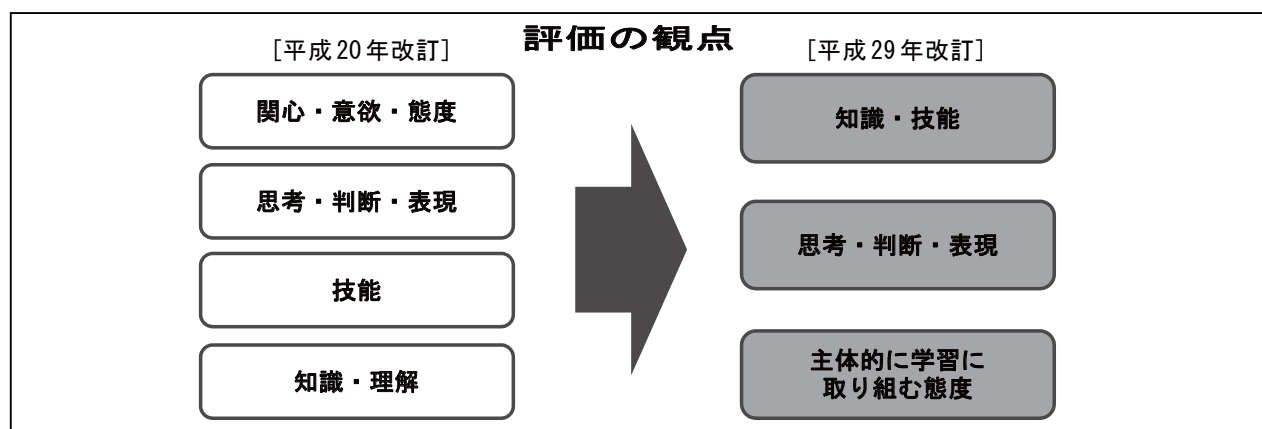 評価の観点
［平成20年改訂］
関心・意欲・態度
思考・判断・表現
技能
知識・理解
［平成29年改訂］
知識・技能
思考・判断・表現
主体的に学習に
取り組む態度